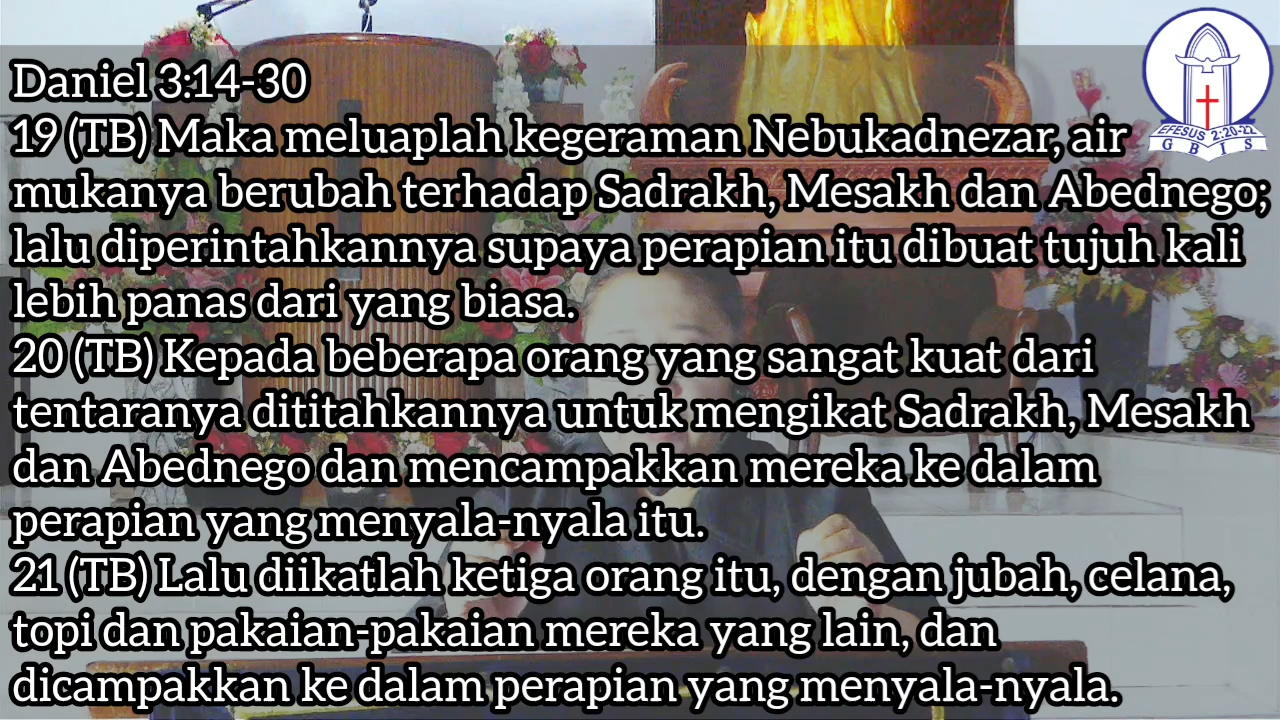 Daniel 3:14-30
19 (TB) Maka meluaplah kegeraman Nebukadnezar, air
mukanya berubah terhadap Sadrakh, Mesakh dan Abednego;
lalu diperintahkannya supaya perapian itu dibuat tujuh kali
lebih panas dari yang biasa.
20 (TB) Kepada beberapa orang yang sangat kuat dari
tentaranya dititahkannya untuk mengikat Sadrakh, Mesakh
dan Abednego dan mencampakkan mereka ke dalam
perapian yang menyala-nyala itu.
21 (TB) Lalu diikatlah ketiga orang itu, dengan jubah, celana,
topi dan pakaian-pakaian mereka yang lain, dan
dicampakkan ke dalam perapian yang menyala-nyala.
EFESUS 2:20-22
G B I S